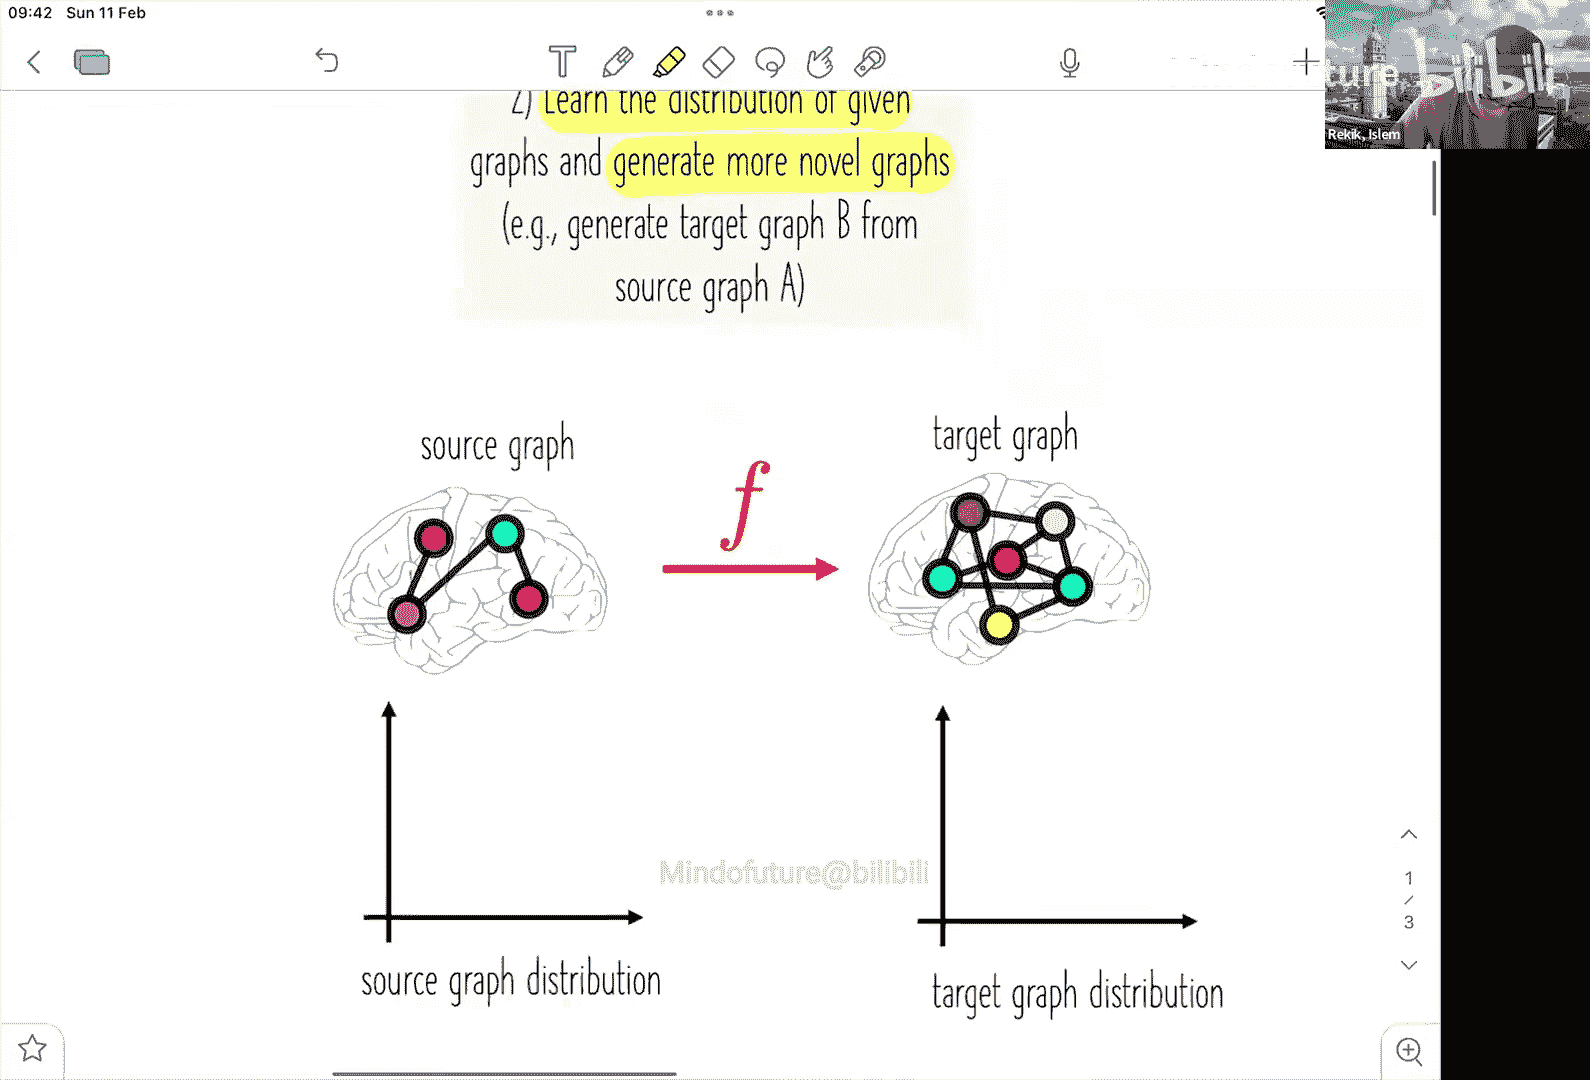 09:42 Sun 11 Feb
T
2) Learn the distribution of given
graphs and generate more novel graphs
(e.g., generate target graph B from
source graph A)
ture bilibili
Rekik, Islem
source graph
target graph
f
Mindofuture@bilibili
1
/
3
source graph distribution
target graph distribution